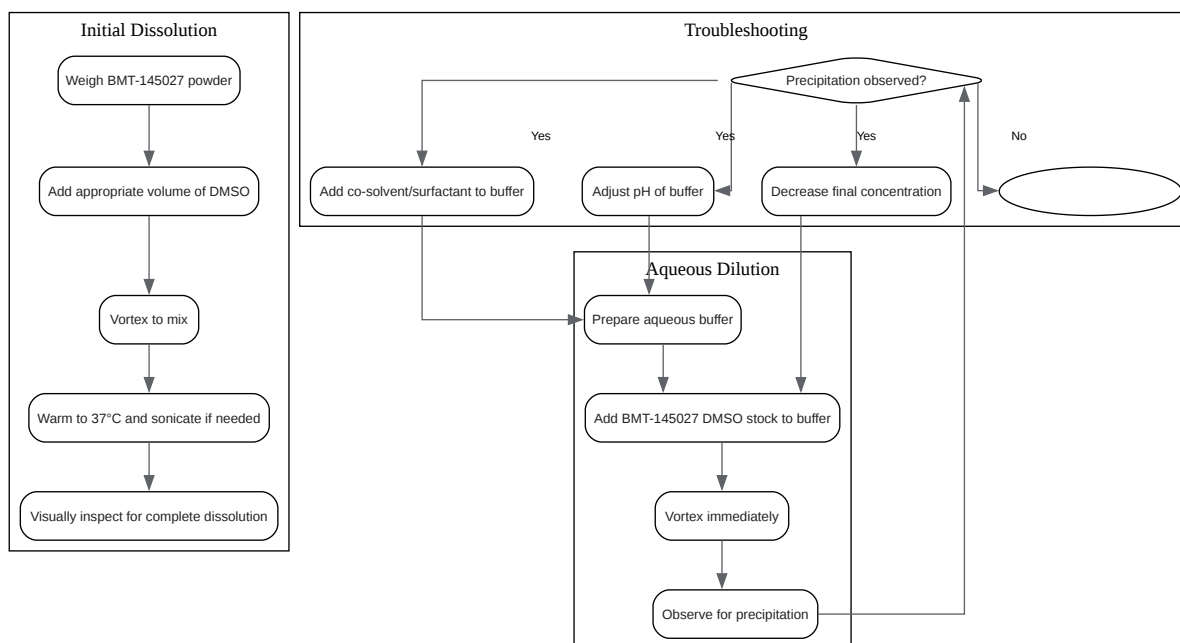 Initial Dissolution
Weigh BMT-145027 powder
Add appropriate volume of DMSO
Vortex to mix
Warm to 37°C and sonicate if needed
Visually inspect for complete dissolution
Troubleshooting
Precipitation observed?
Yes
Yes
Yes
No
Add co-solvent/surfactant to buffer
Adjust pH of buffer
Decrease final concentration
Aqueous Dilution
Prepare aqueous buffer
Add BMT-145027 DMSO stock to buffer
Vortex immediately
Observe for precipitation